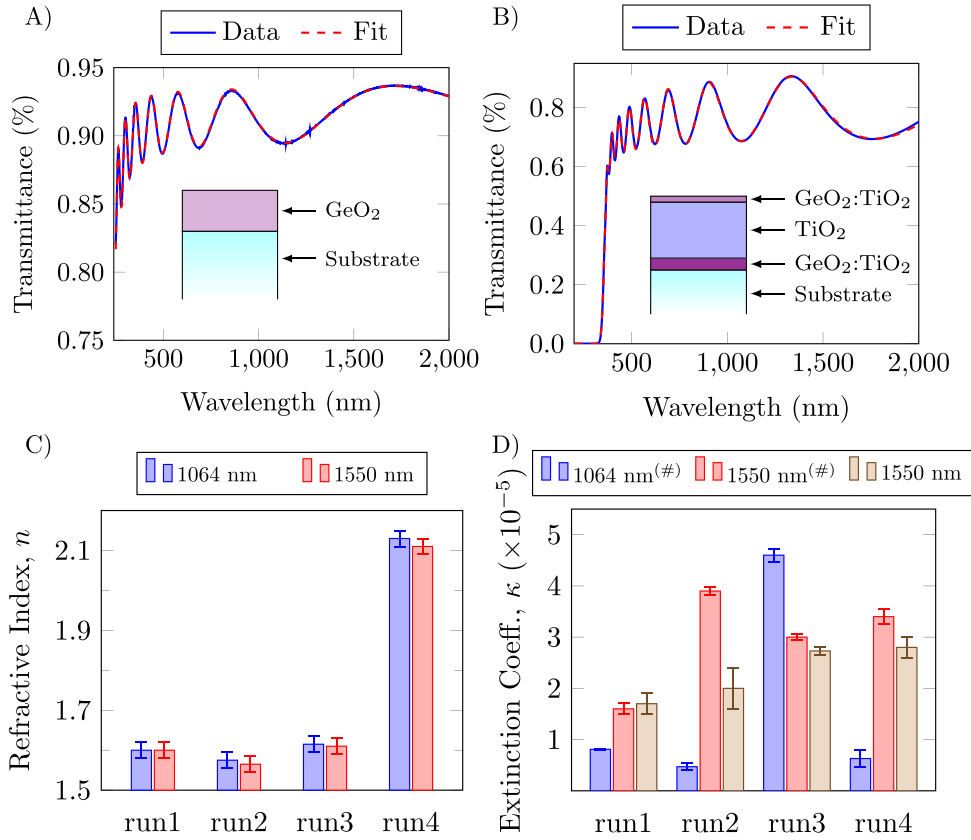 A)
Data Fit
Transmittance (%)
0.95
0.90
0.85
0.80
0.75
GeO₂
Substrate
500 1,000 1,500 2,000
Wavelength (nm)
B)
Data Fit
Transmittance (%)
0.8
0.6
0.4
0.2
0.0
GeO₂:TiO₂
TiO₂
GeO₂:TiO₂
Substrate
500 1,000 1,500 2,000
Wavelength (nm)
C)
1064 nm 1550 nm
Refractive Index, n
2.1
1.9
1.7
1.5
run1 run2 run3 run4
D)
1064 nm⁽#⁾ 1550 nm⁽#⁾ 1550 nm
Extinction Coeff., κ (×10⁻⁵)
5
4
3
2
1
run1 run2 run3 run4